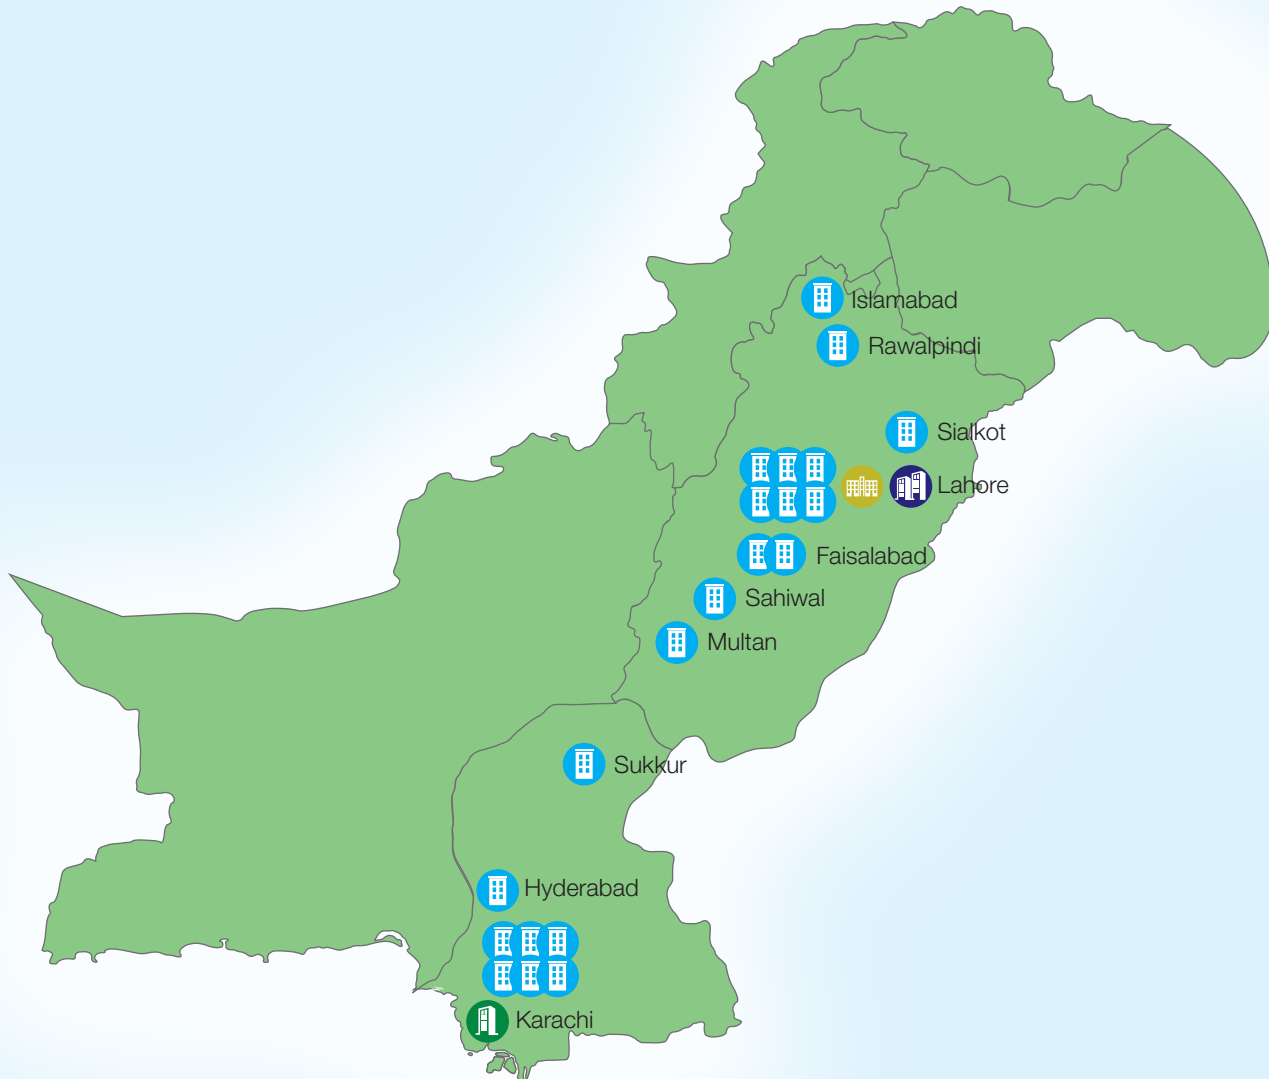 Islamabad
Rawalpindi
Sialkot
Lahore
Faisalabad
Sahiwal
Multan
Sukkur
Hyderabad
Karachi